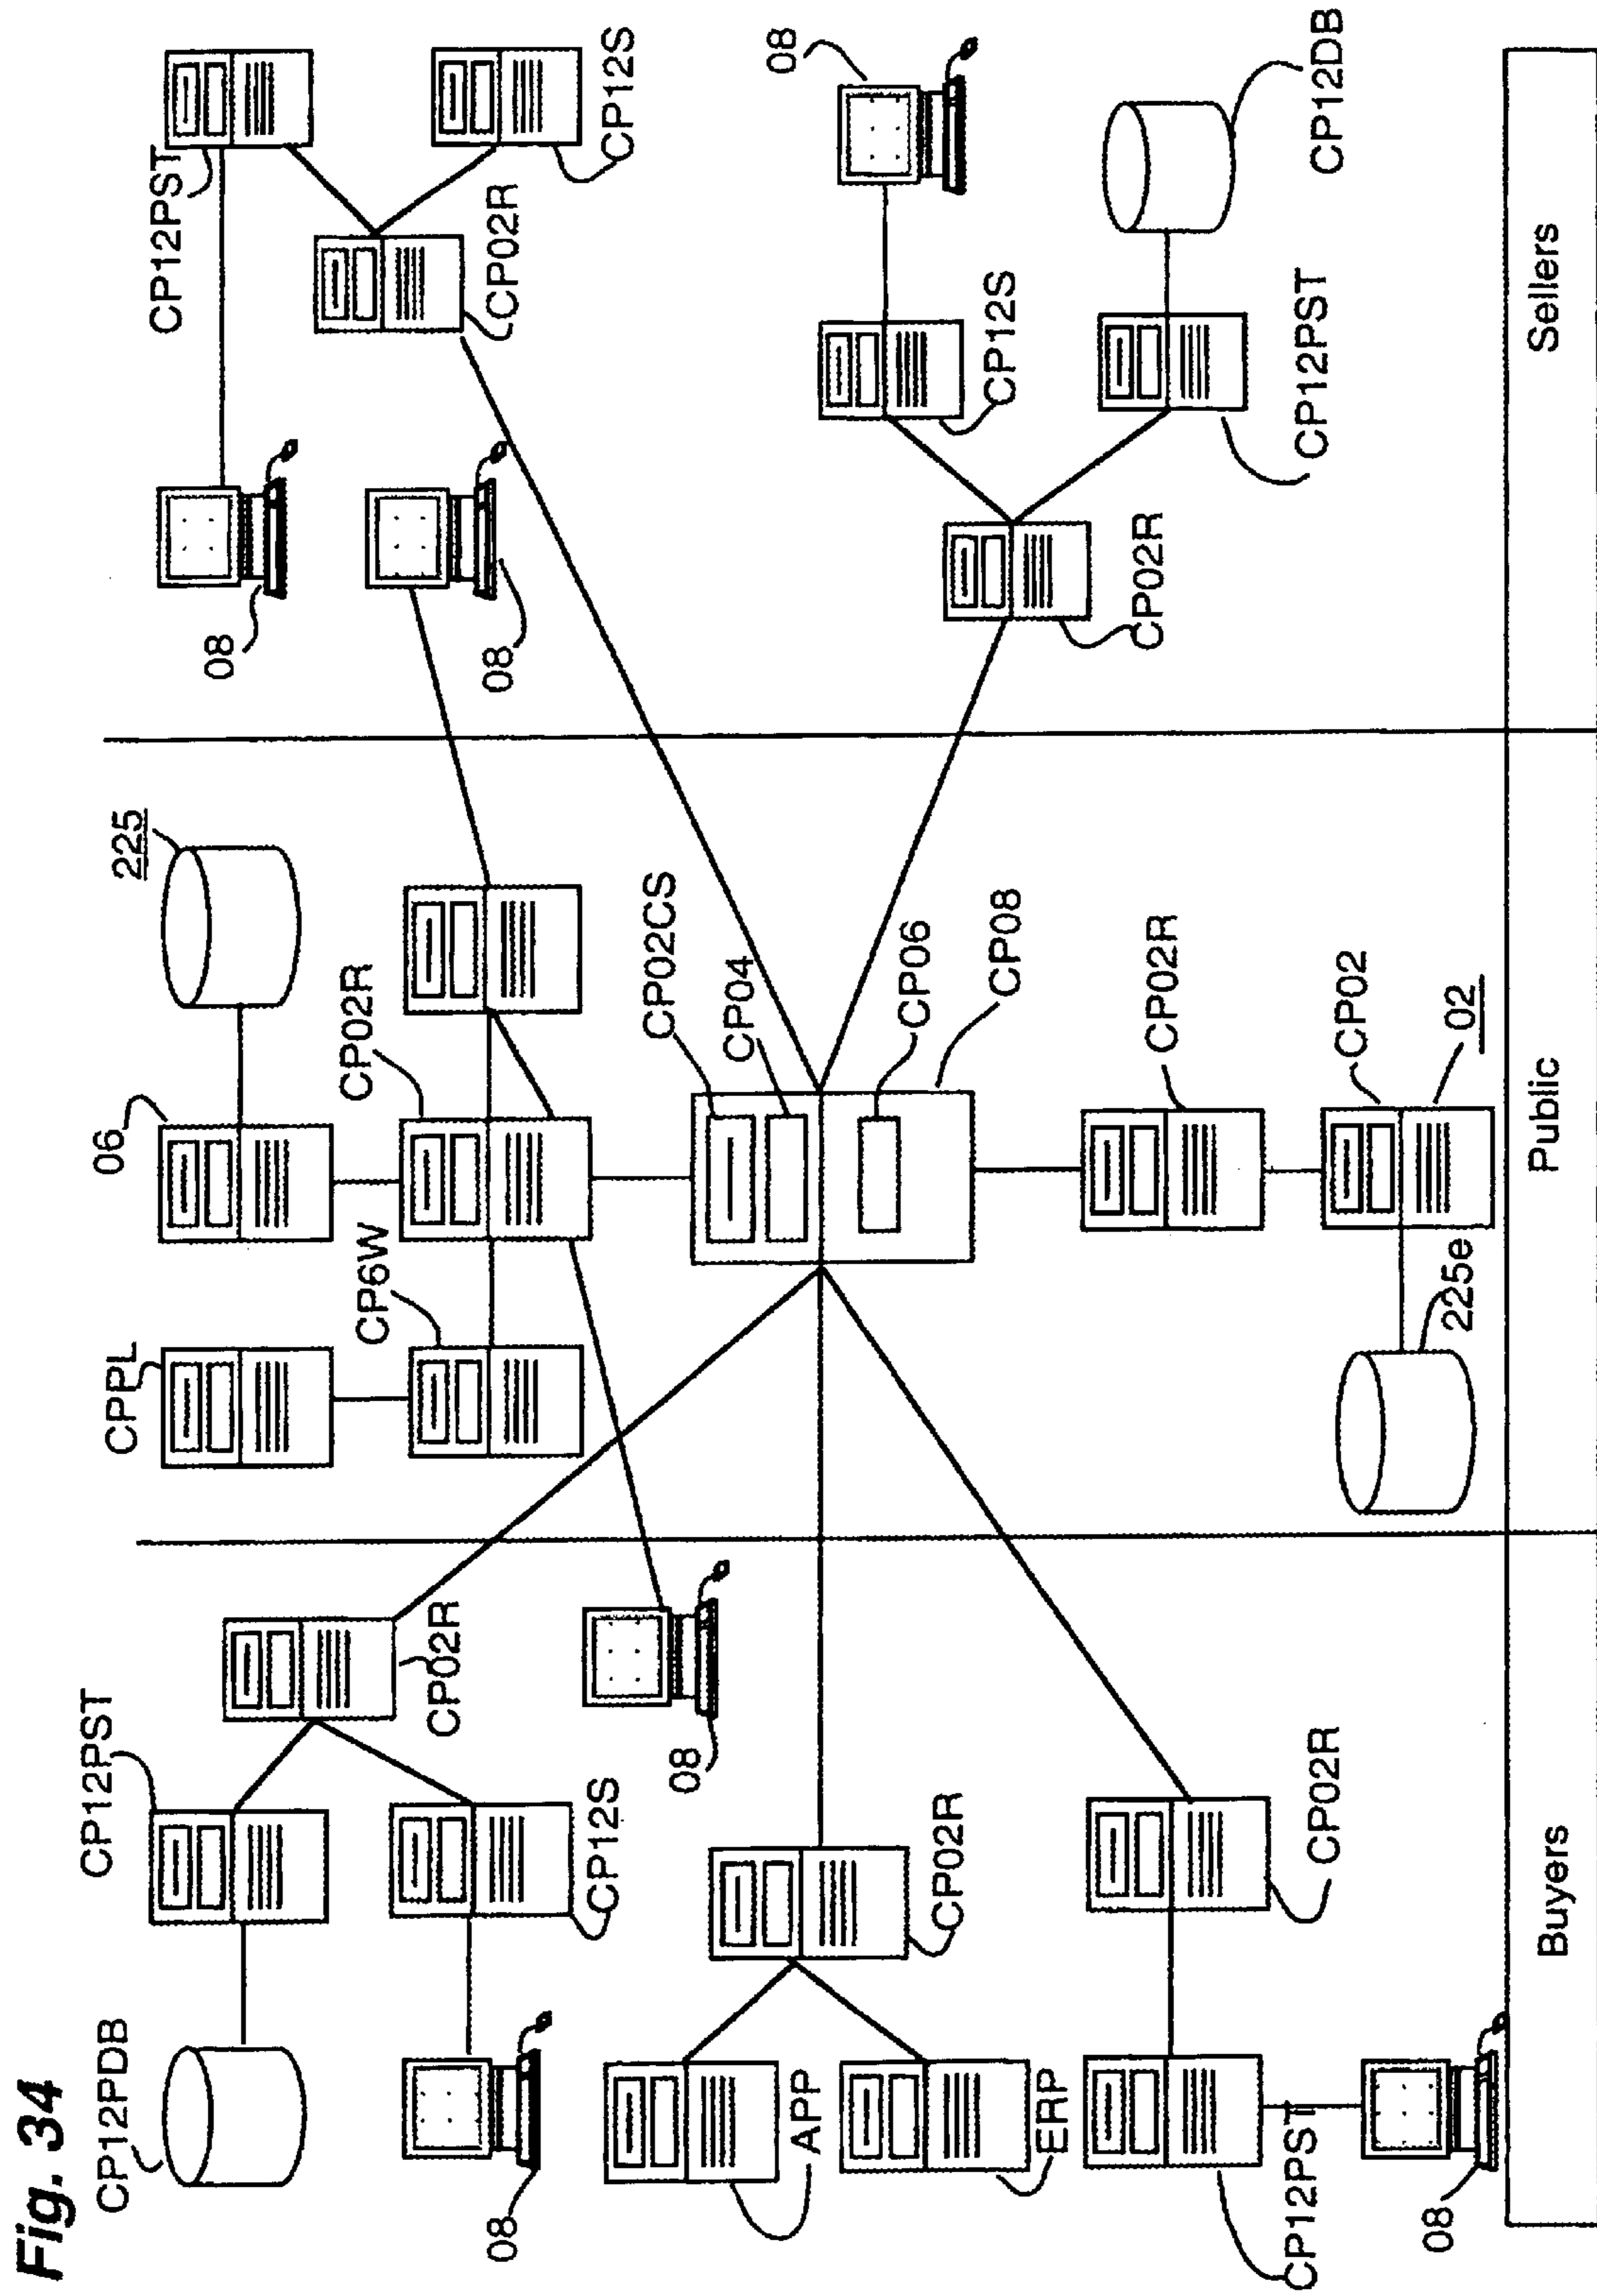 Fig. 34
CP12PDB
CP12PST
CP02R
CP12S
08
08
APP
ERP
CP02R
CP12PST
CP02R
08
CPPL
CP6W
06
225
CP02R
CP02CS
CP04
CP06
CP08
CP02R
CP02
02
225e
08
08
CP12PST
CP02R
CP12S
08
CP12S
CP02R
CP12PST
CP12DB
Buyers
Public
Sellers